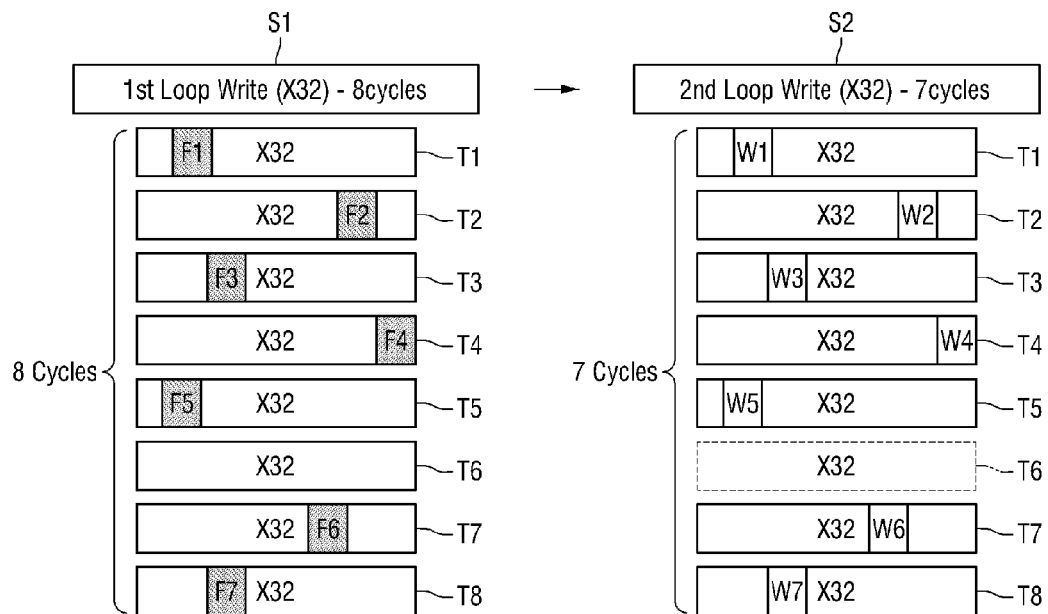 S1
S2
1st Loop Write (X32) - 8cycles
2nd Loop Write (X32) - 7cycles
8 Cycles
F1 X32 T1
X32 F2 T2
F3 X32 T3
X32 F4 T4
F5 X32 T5
X32 T6
X32 F6 T7
F7 X32 T8
7 Cycles
W1 X32 T1
X32 W2 T2
W3 X32 T3
X32 W4 T4
W5 X32 T5
X32 T6
X32 W6 T7
W7 X32 T8